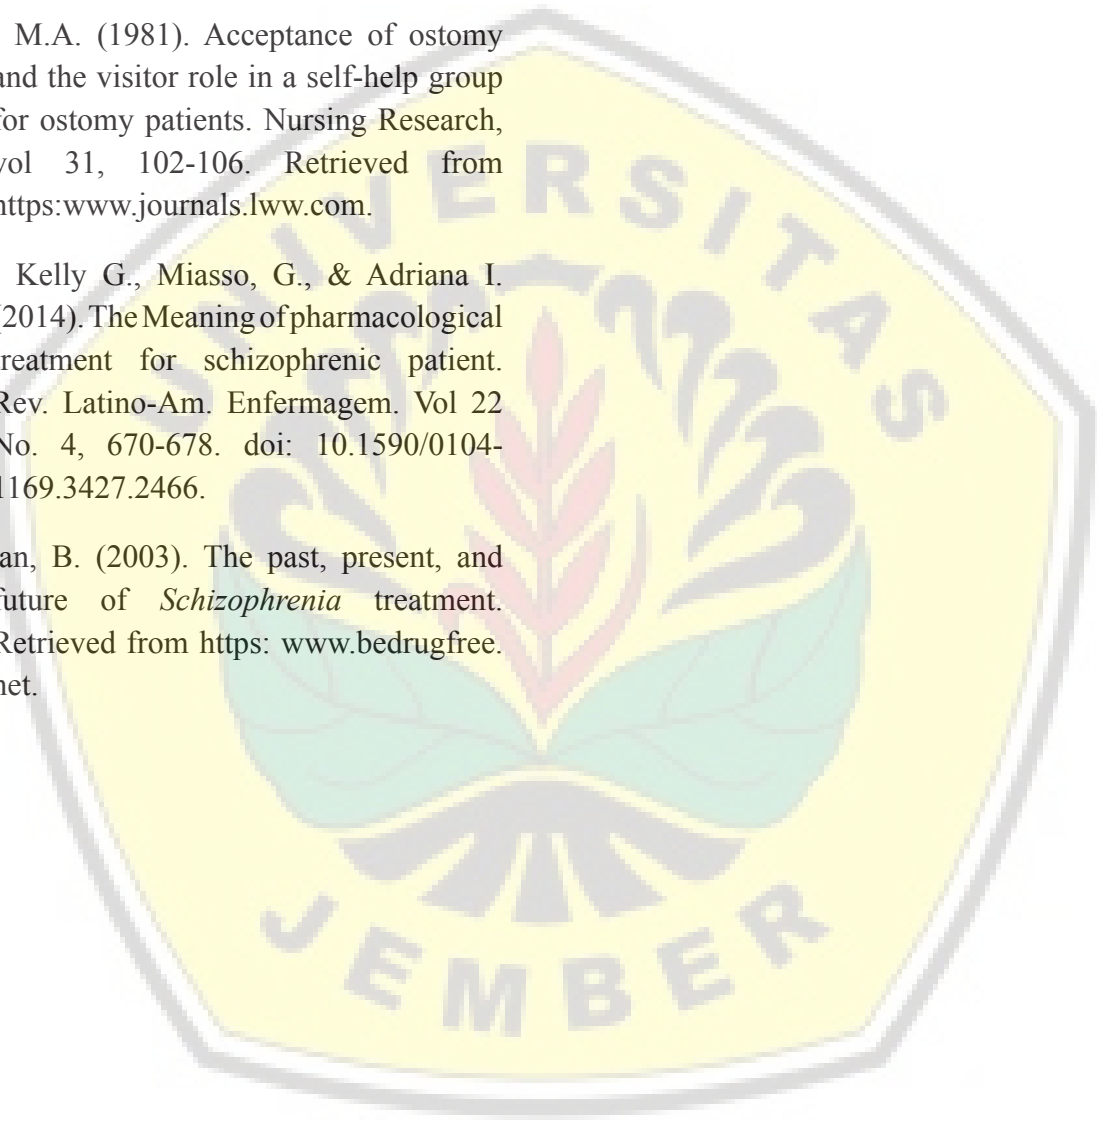 M.A. (1981). Acceptance of ostomy
and the visitor role in a self-help group
for ostomy patients. Nursing Research,
vol 31, 102-106. Retrieved from
https:www.journals.lww.com.
Kelly G., Miasso, G., & Adriana I.
(2014). The Meaning of pharmacological
treatment for schizophrenic patient.
Rev. Latino-Am. Enfermagem. Vol 22
No. 4, 670-678. doi: 10.1590/0104-
1169.3427.2466.
an, B. (2003). The past, present, and
future of Schizophrenia treatment.
Retrieved from https: www.bedrugfree.
net.
UNIVERSITAS
JEMBER